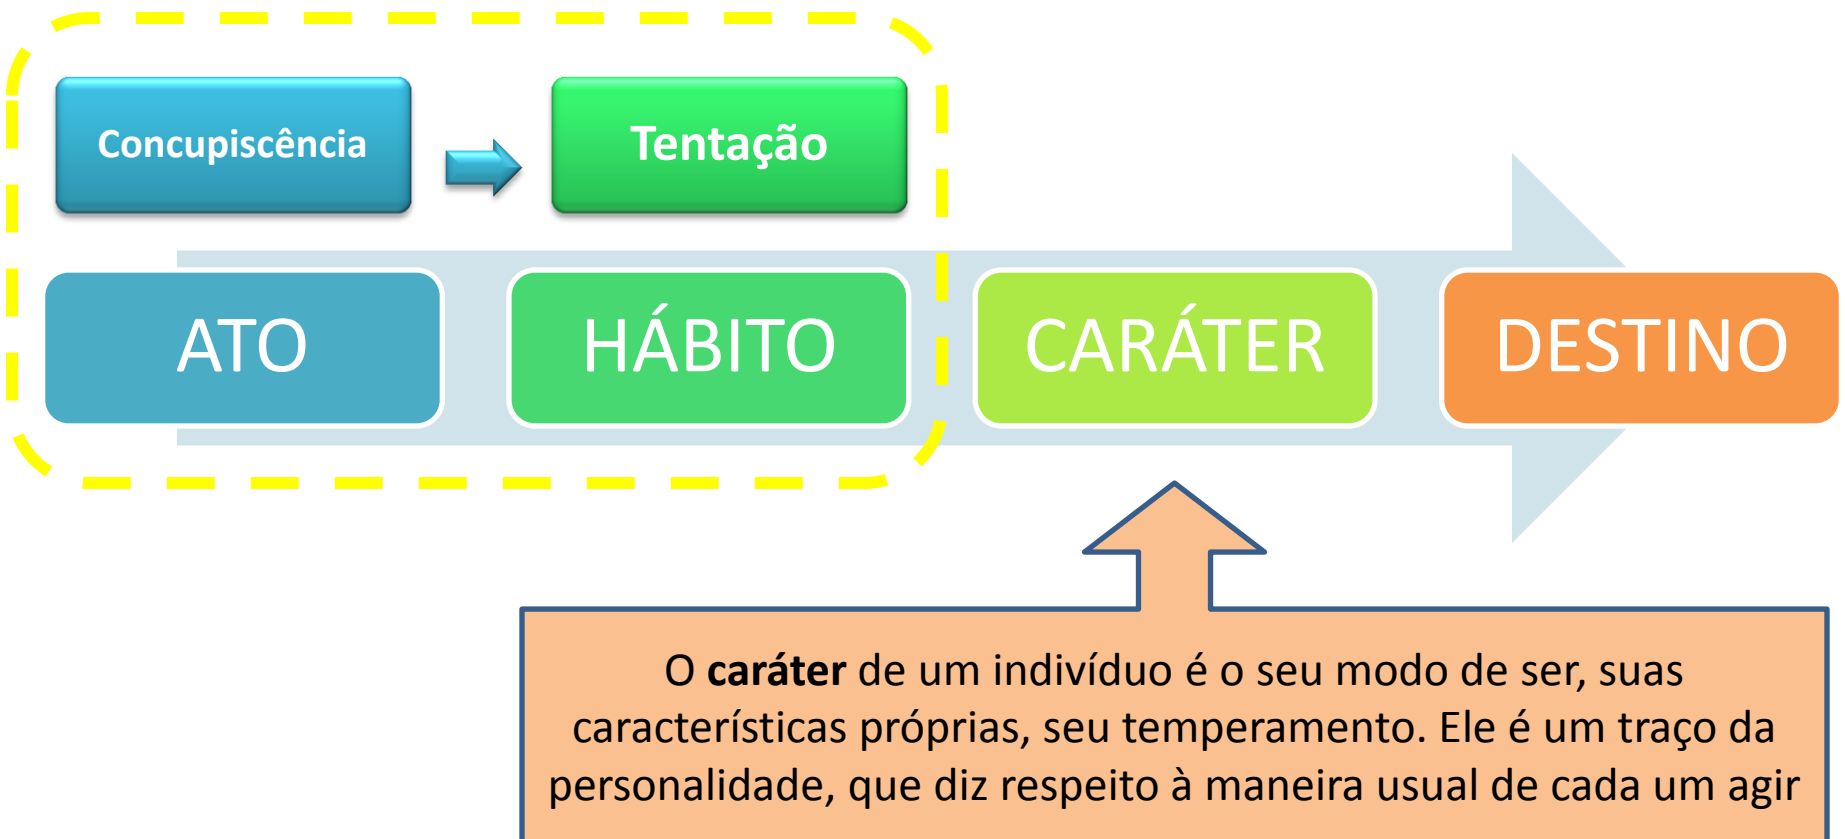 Concupiscência
Tentação
ATO
HÁBITO
CARÁTER
DESTINO
O caráter de um indivíduo é o seu modo de ser, suas
características próprias, seu temperamento. Ele é um traço da
personalidade, que diz respeito à maneira usual de cada um agir